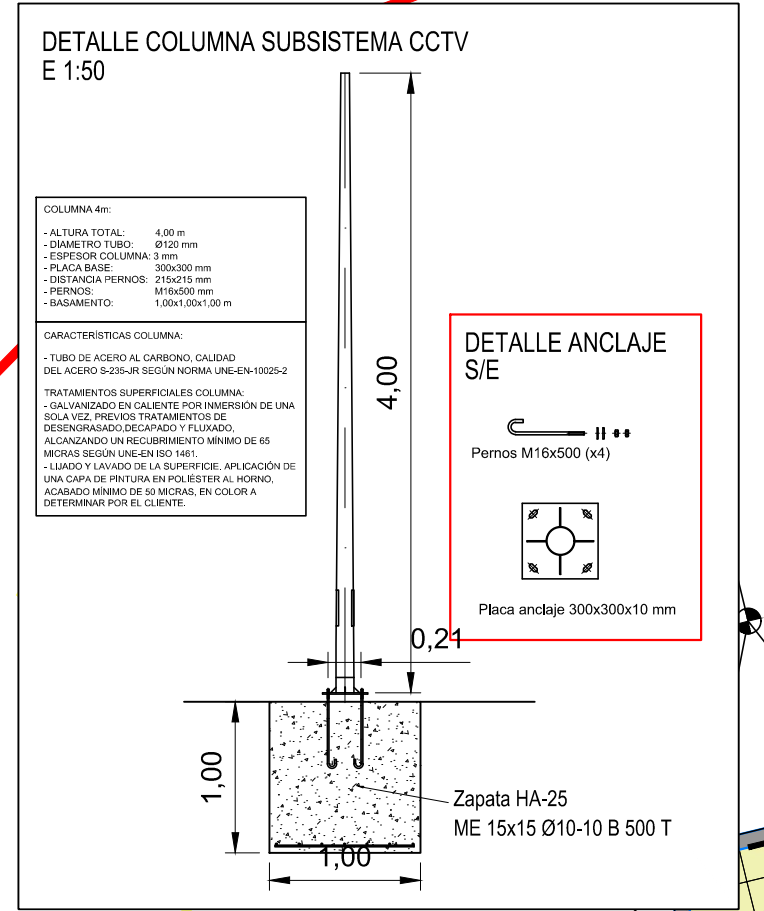 DETALLE COLUMNA SUBSISTEMA CCTV
E 1:50
COLUMNA 4m:
- ALTURA TOTAL: 4,00 m
- DIAMETRO TUBO: Ø120 mm
- ESPESOR COLUMNA: 3 mm
- PLACA BASE: 300x300 mm
- DISTANCIA PERNOS: 215x215 mm
- PERNOS: M16x500 mm
- BASAMENTO: 1,00x1,00x1,00 m
CARACTERÍSTICAS COLUMNA:
- TUBO DE ACERO AL CARBONO, CALIDAD
DEL ACERO S-235-JR SEGÚN NORMA UNE-EN-10025-2
TRATAMIENTOS SUPERFICIALES COLUMNA:
- GALVANIZADO EN CALIENTE POR INMERSIÓN DE UNA
SOLA VEZ, PREVIOS TRATAMIENTOS DE
DESENGRASADO,DECAPADO Y FLUXADO,
ALCANZANDO UN RECUBRIMIENTO MÍNIMO DE 65
MICRAS SEGÚN UNE-EN ISO 1461.
- LIJADO Y LAVADO DE LA SUPERFICIE. APLICACIÓN DE
UNA CAPA DE PINTURA EN POLIÉSTER AL HORNO,
ACABADO MÍNIMO DE 50 MICRAS, EN COLOR A
DETERMINAR POR EL CLIENTE.
4,00
DETALLE ANCLAJE
S/E
Pernos M16x500 (x4)
Placa anclaje 300x300x10 mm
0,21
1,00
Zapata HA-25
ME 15x15 Ø10-10 B 500 T
1,00